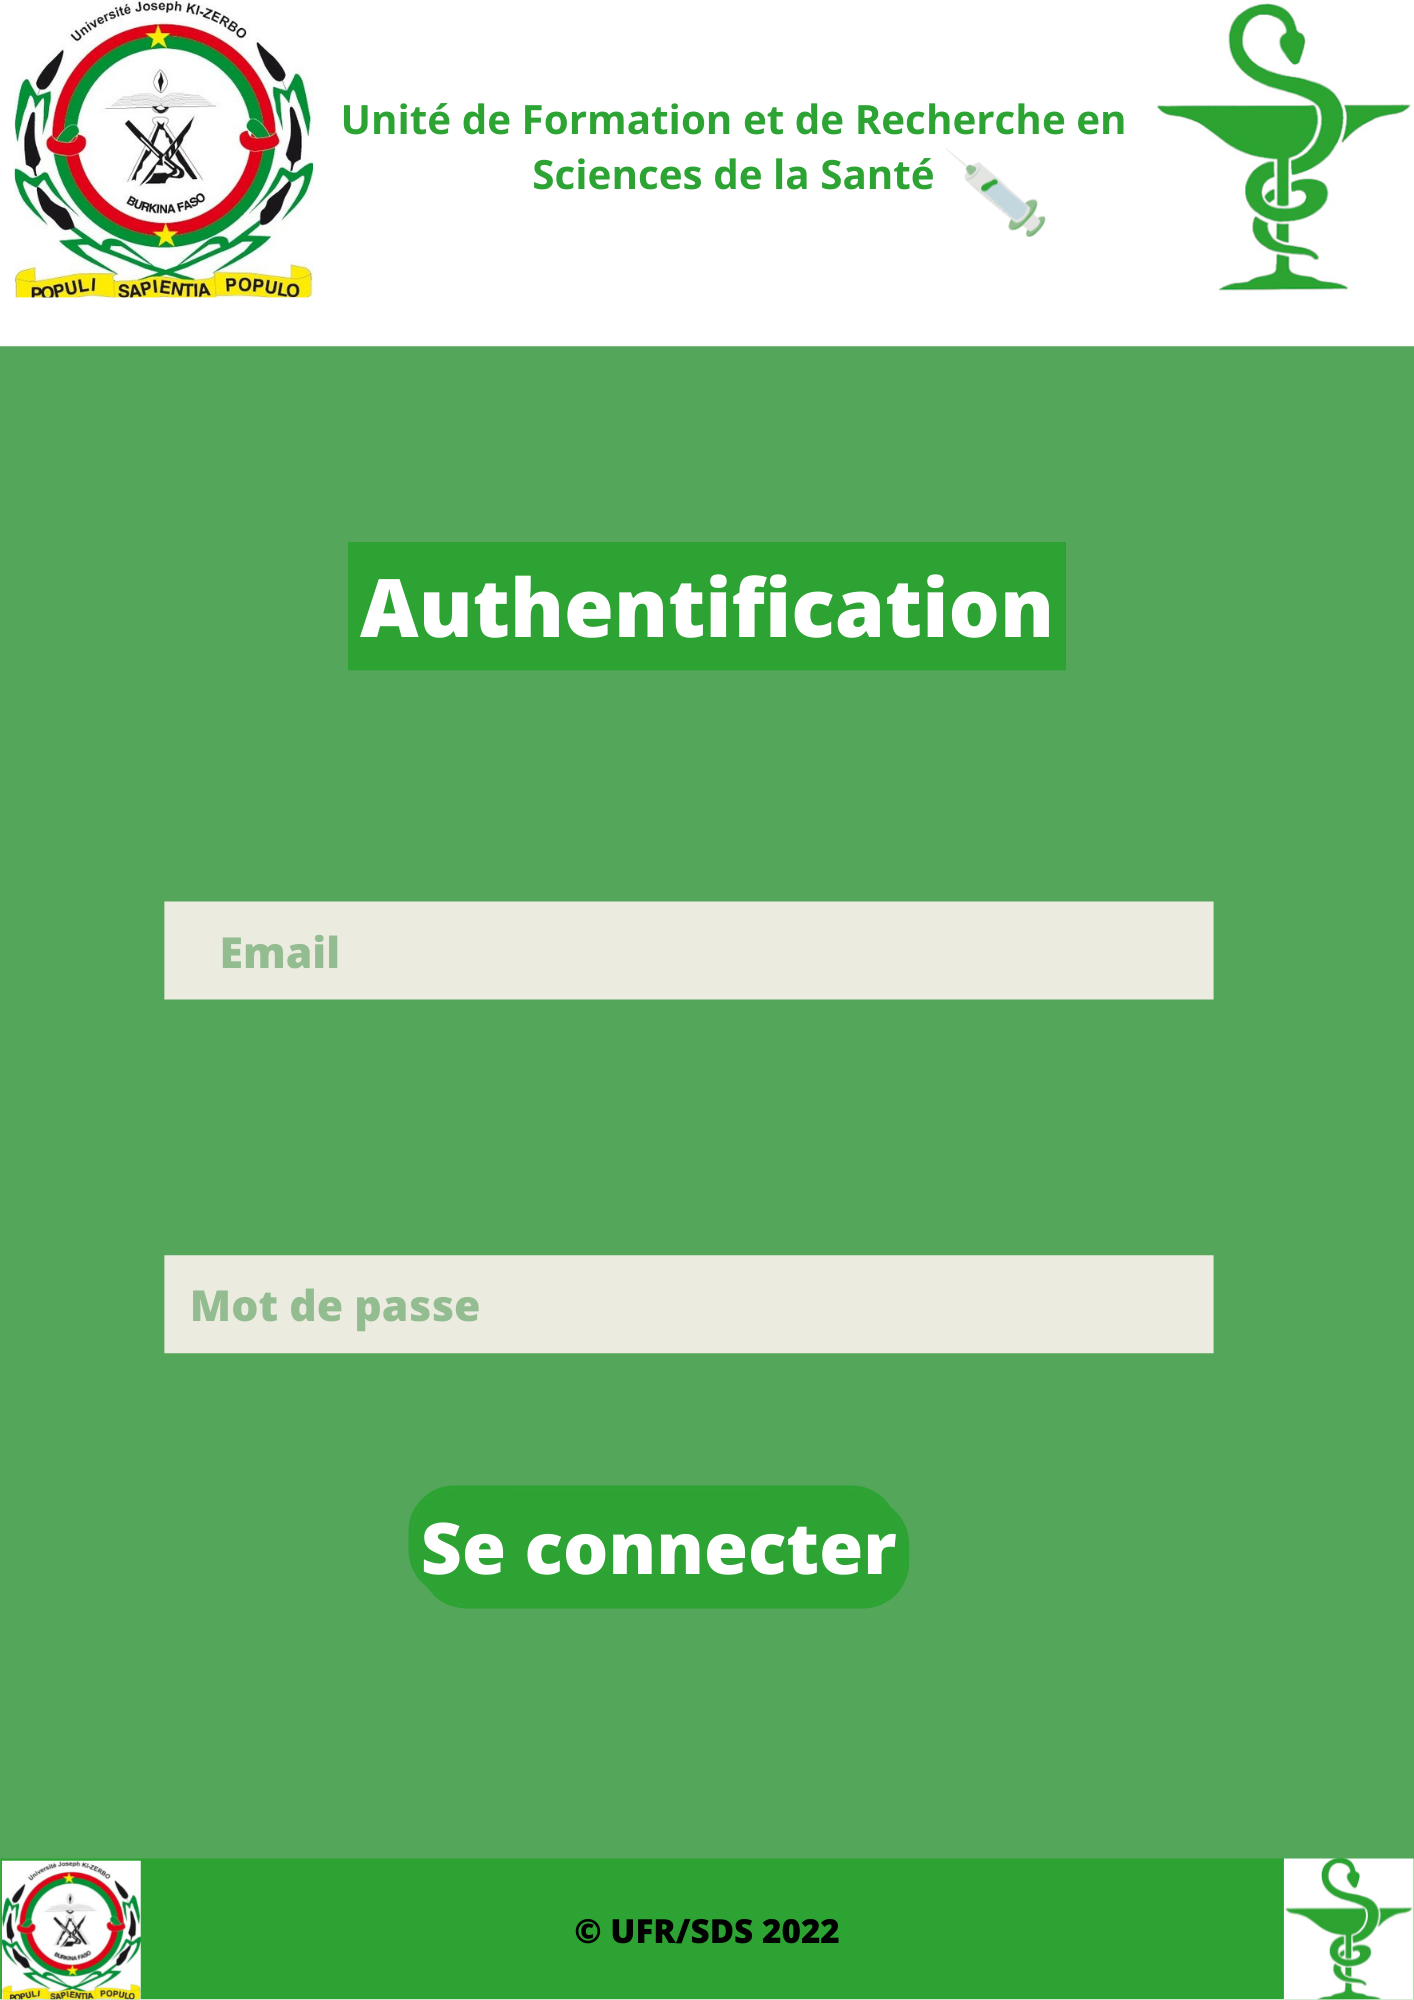 Université Joseph KI-ZERBO
Unité de Formation et de Recherche en
Sciences de la Santé
BURKINA FASO
POPULI SAPIENTIA POPULO
Authentification
Email
Mot de passe
Se connecter
Université Joseph KI-ZERBO
BURKINA FASO
POPULI SAPIENTIA POPULO
© UFR/SDS 2022